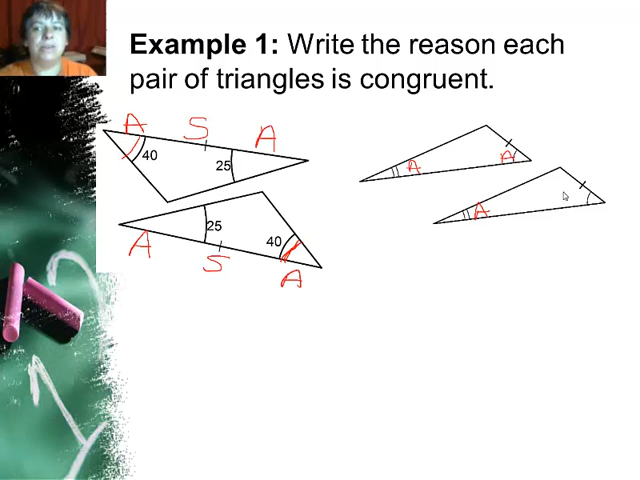 Example 1: Write the reason each
pair of triangles is congruent.
A S A
40 25
25 40
A S A
A A
A